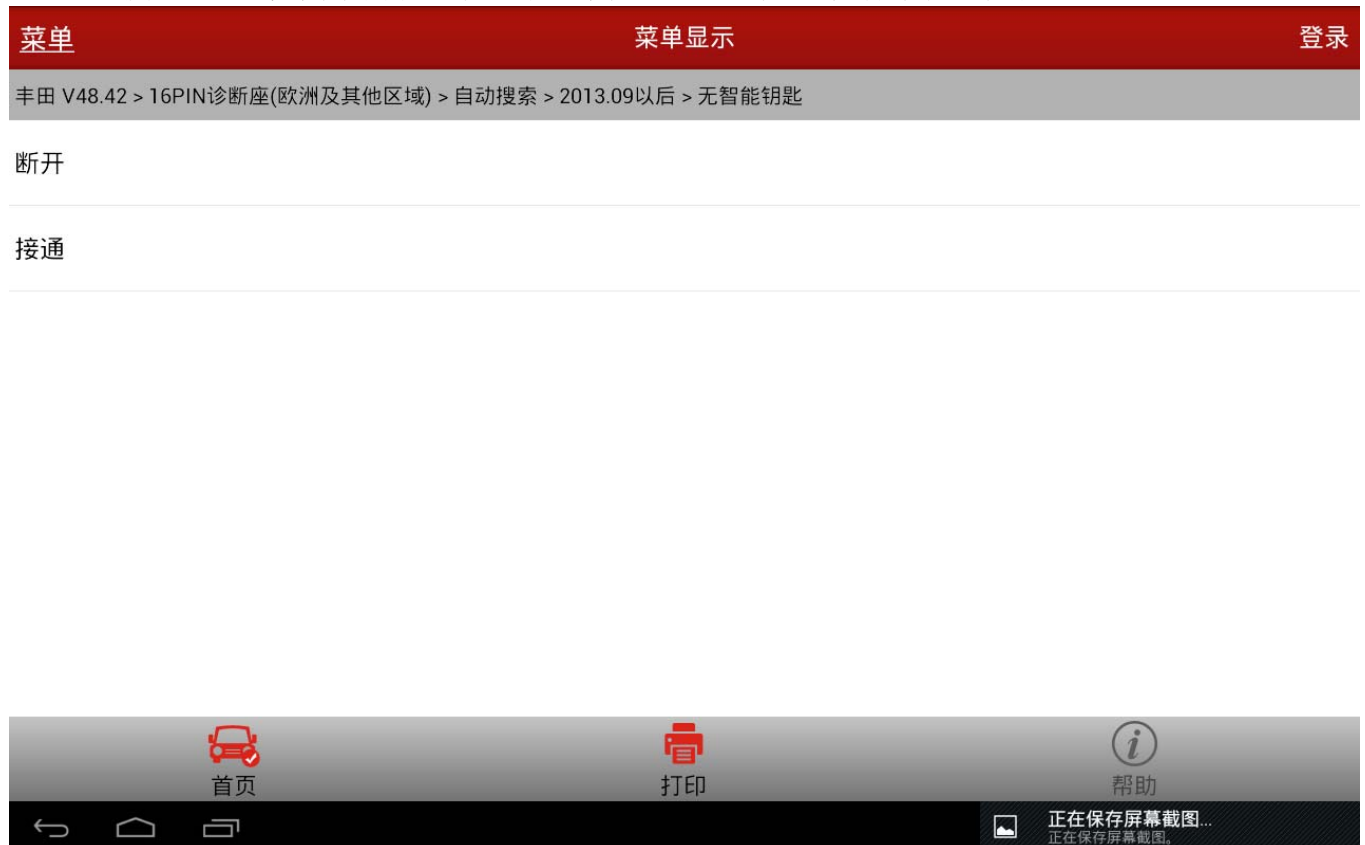 菜单
菜单显示
登录
丰田 V48.42 > 16PIN诊断座(欧洲及其他区域) > 自动搜索 > 2013.09以后 > 无智能钥匙
断开
接通
首页
打印
帮助
正在保存屏幕截图...
正在保存屏幕截图。